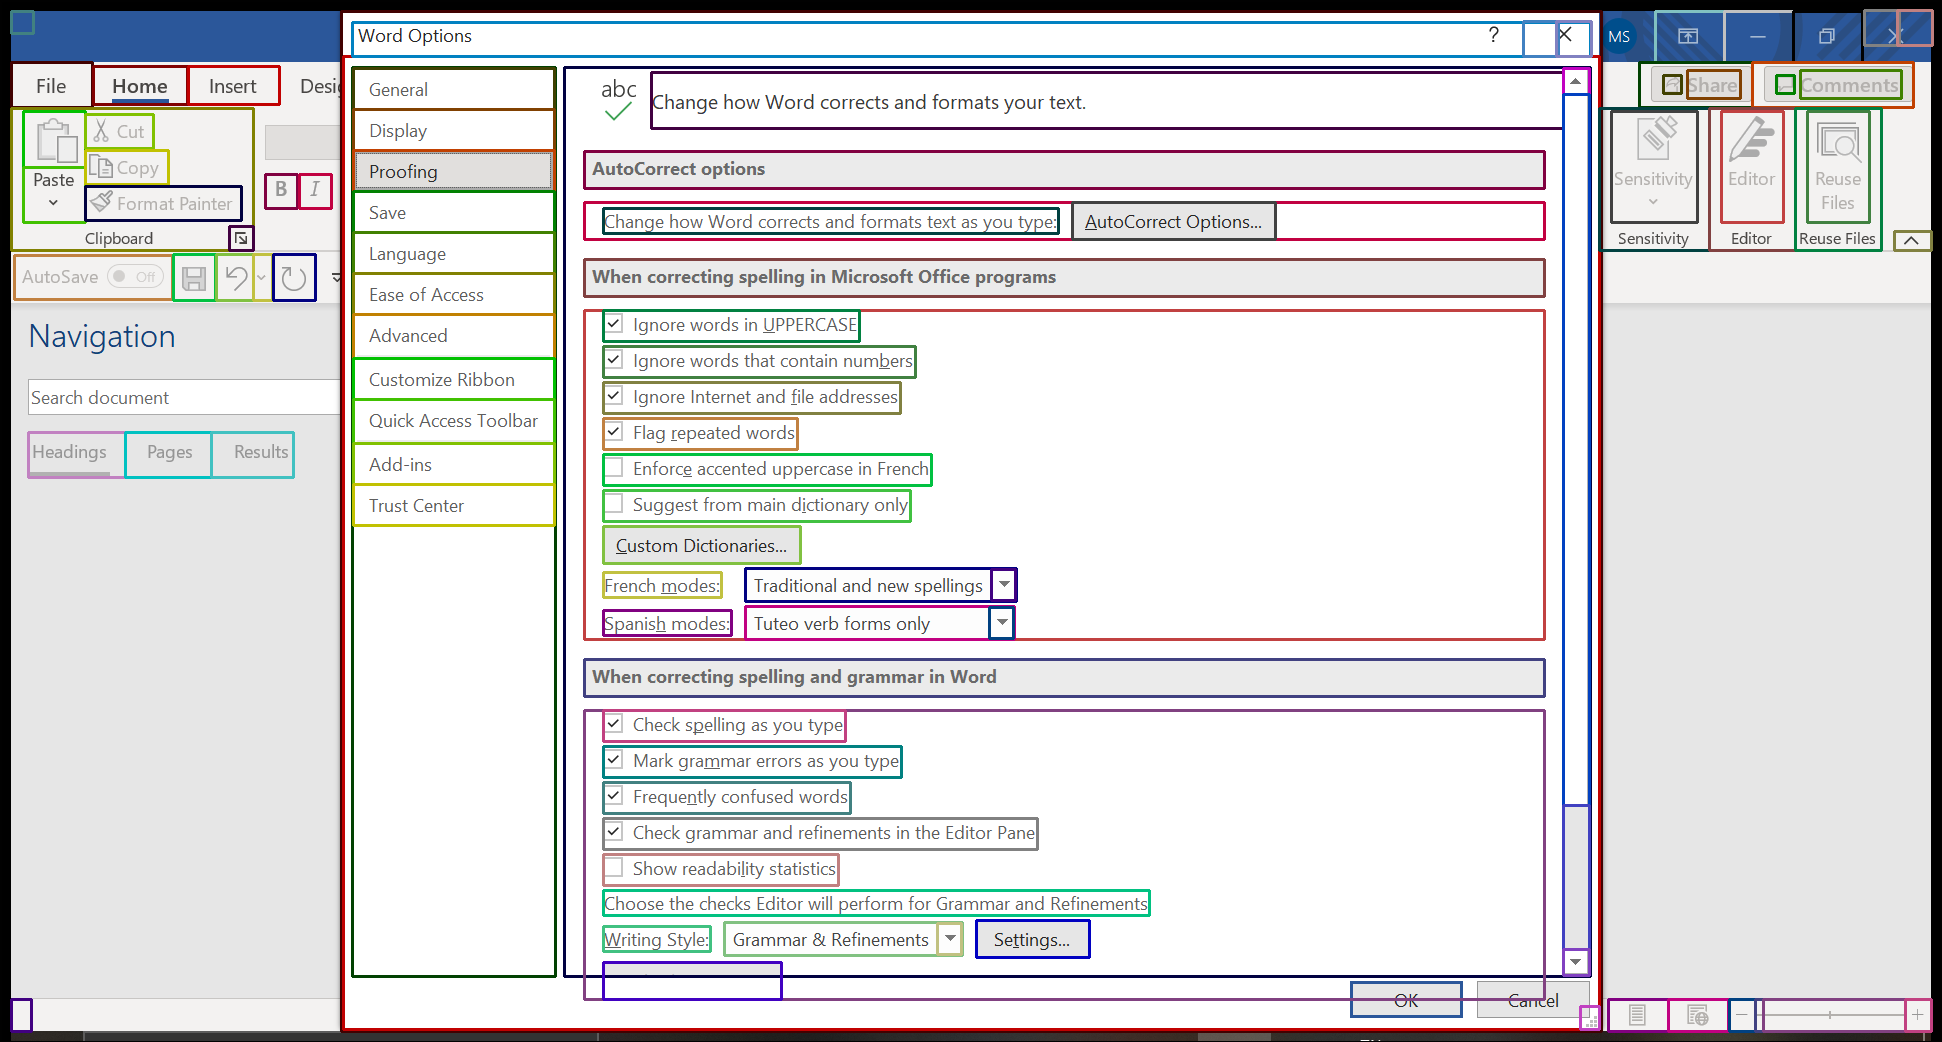 Word Options
?
MS
File
Home
Insert
Share
Comments
Paste
Cut
Copy
Format Painter
Clipboard
B
I
Sensitivity
Sensitivity
Editor
Editor
Reuse
Files
Reuse Files
AutoSave
Off
Navigation
Search document
Headings
Pages
Results
General
Display
Proofing
Save
Language
Ease of Access
Advanced
Customize Ribbon
Quick Access Toolbar
Add-ins
Trust Center
abc
Change how Word corrects and formats your text.
AutoCorrect options
Change how Word corrects and formats text as you type:
AutoCorrect Options...
When correcting spelling in Microsoft Office programs
Ignore words in UPPERCASE
Ignore words that contain numbers
Ignore Internet and file addresses
Flag repeated words
Enforce accented uppercase in French
Suggest from main dictionary only
Custom Dictionaries...
French modes:
Traditional and new spellings
Spanish modes:
Tuteo verb forms only
When correcting spelling and grammar in Word
Check spelling as you type
Mark grammar errors as you type
Frequently confused words
Check grammar and refinements in the Editor Pane
Show readability statistics
Choose the checks Editor will perform for Grammar and Refinements
Writing Style:
Grammar & Refinements
Settings...
OK
Cancel